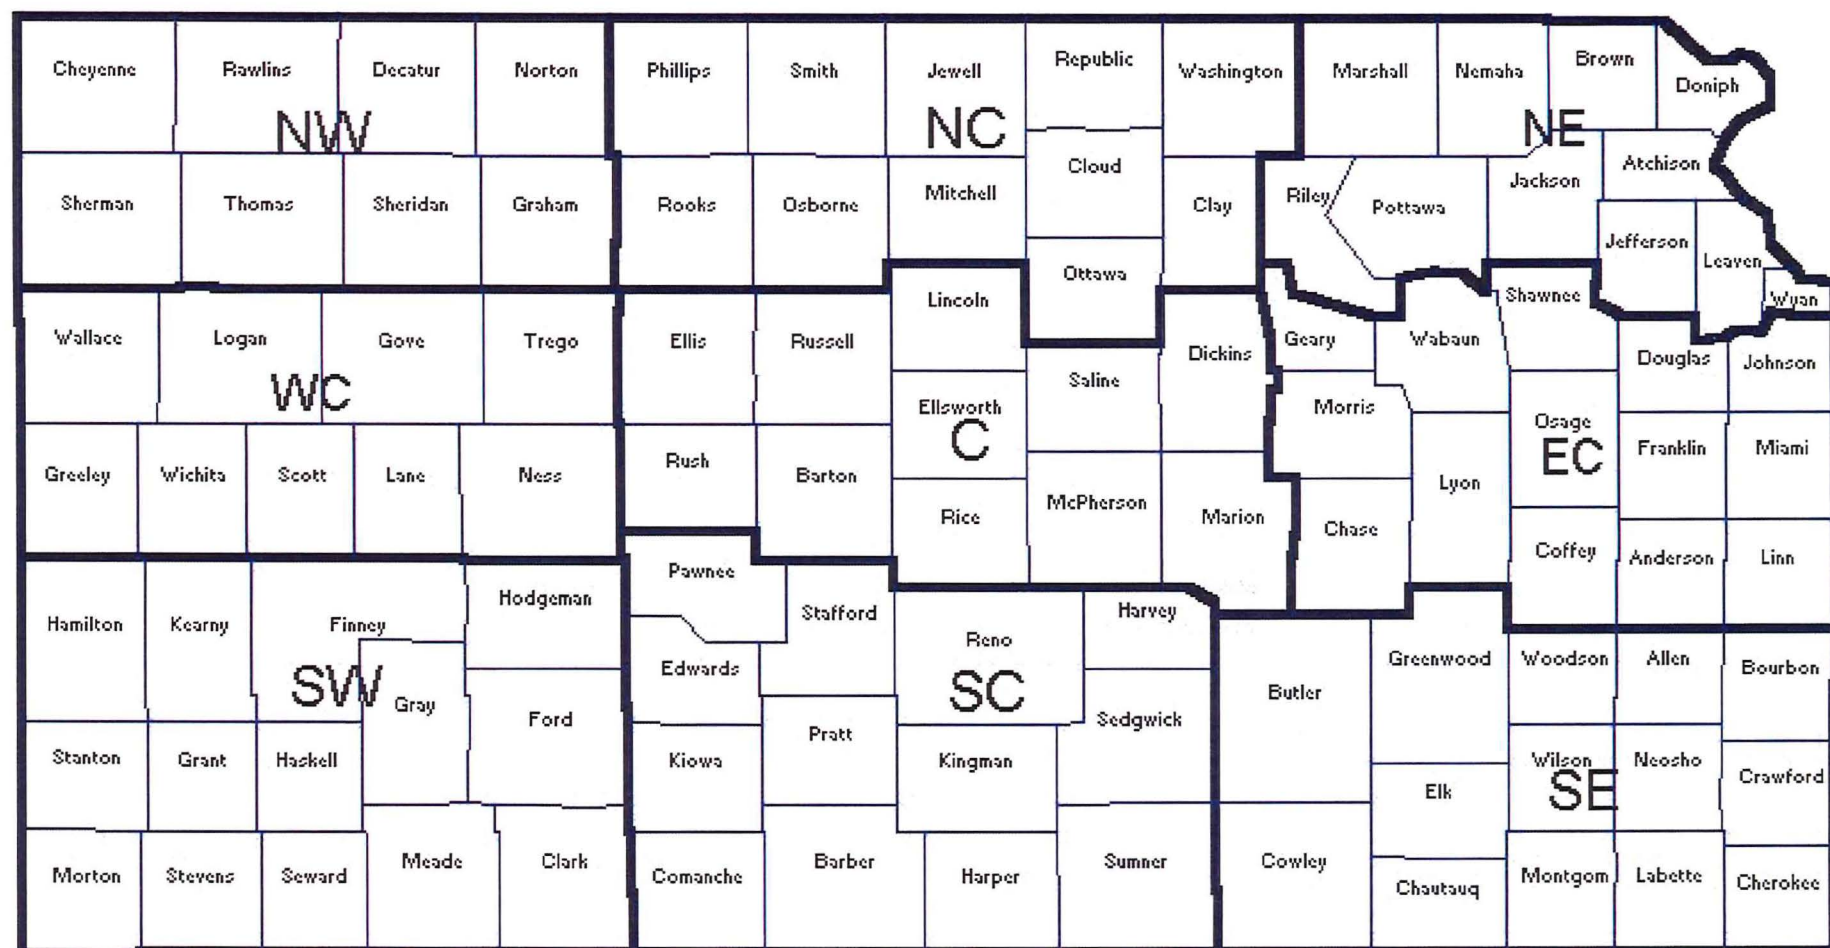 Cheyenne
Rawlins
Decatur
Norton
Phillips
Smith
Jewell
Republic
Washington
Marshall
Nemaha
Brown
Doniph
NW
NC
NE
Sherman
Thomas
Sheridan
Graham
Rooks
Osborne
Mitchell
Cloud
Clay
Riley
Pottawa
Jackson
Atchison
Jefferson
Leaven
Wyan
Ottawa
Wallace
Logan
Gove
Trego
Ellis
Russell
Lincoln
Saline
Dickins
Geary
Wabaun
Shawnee
Douglas
Johnson
WC
Ellsworth
C
Morris
Osage
EC
Franklin
Miami
Greeley
Wichita
Scott
Lane
Ness
Rush
Barton
Rice
McPherson
Marion
Chase
Lyon
Coffey
Anderson
Linn
Hamilton
Kearny
Finney
Hodgeman
Pawnee
Stafford
Reno
Harvey
SW
Gray
Ford
Edwards
SC
Sedgwick
Butler
Greenwood
Woodson
Allen
Bourbon
Stanton
Grant
Haskell
Kiowa
Pratt
Kingman
Elk
Wilson
Neosho
Crawford
SE
Morton
Stevens
Seward
Meade
Clark
Comanche
Barber
Harper
Sumner
Cowley
Chautauq
Montgom
Labette
Cherokee